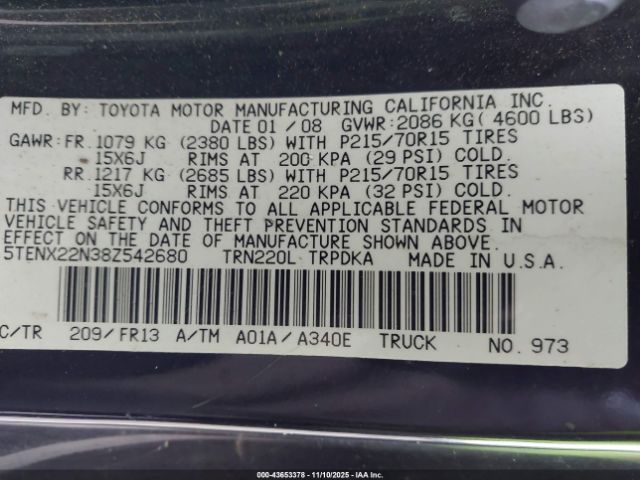 MFD. BY: TOYOTA MOTOR MANUFACTURING CALIFORNIA INC.
DATE 01 / 08 GVWR: 2086 KG ( 4600 LBS)
GAWR: FR. 1079 KG (2380 LBS) WITH P215/70R15 TIRES
15X6J RIMS AT 200 KPA (29 PSI) COLD.
RR. 1217 KG (2685 LBS) WITH P215/70R15 TIRES
15X6J RIMS AT 220 KPA (32 PSI) COLD.
THIS VEHICLE CONFORMS TO ALL APPLICABLE FEDERAL MOTOR
VEHICLE SAFETY AND THEFT PREVENTION STANDARDS IN
EFFECT ON THE DATE OF MANUFACTURE SHOWN ABOVE.
5TENX22N38Z542680 TRN220L TRPDKA MADE IN U.S.A.
C/TR 209/FR13 A/TM A01A/A340E TRUCK NO. 973
000-43653378 - 11/10/2025 - IAA Inc.